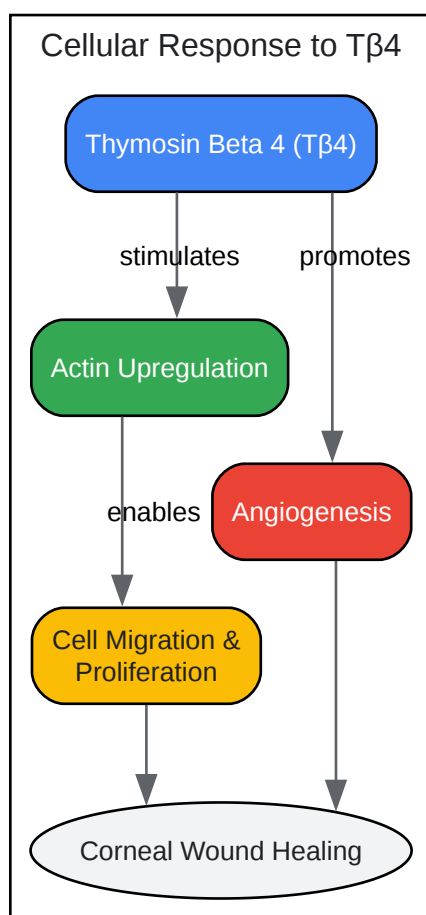 Cellular Response to Tβ4
Thymosin Beta 4 (Tβ4)
stimulates
promotes
Actin Upregulation
enables
Angiogenesis
Cell Migration &
Proliferation
Corneal Wound Healing